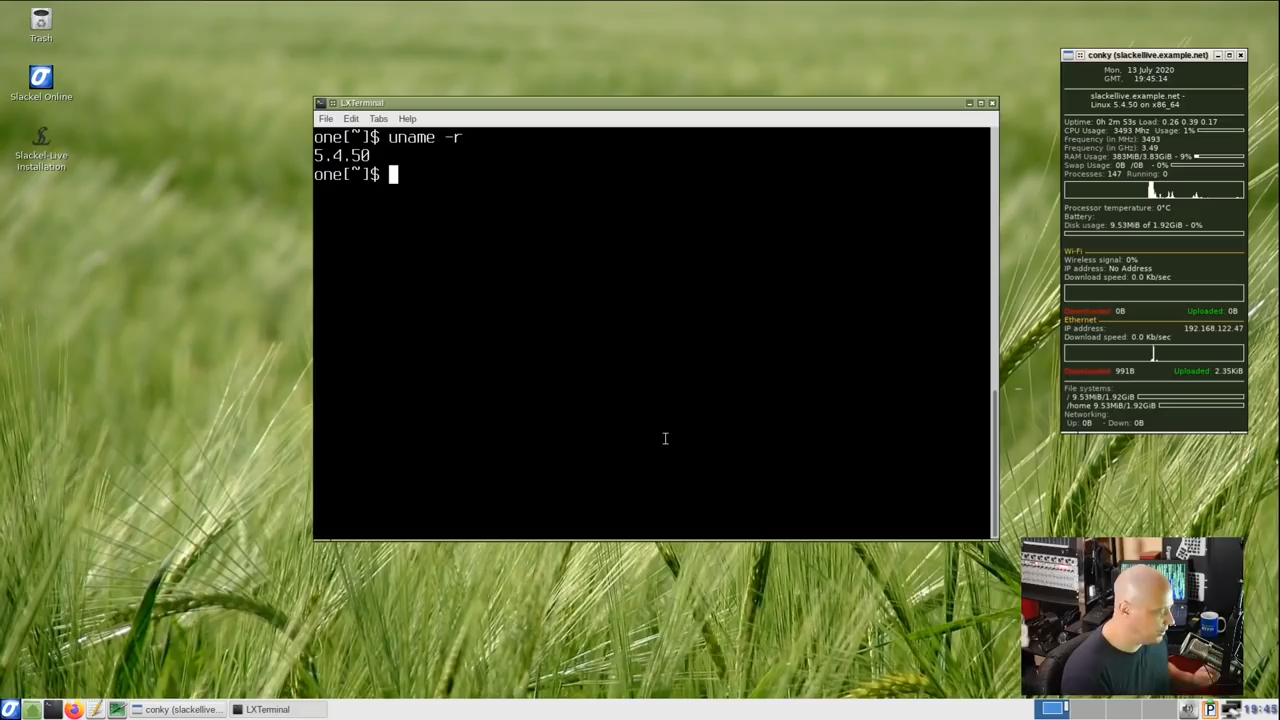 Trash
Slackel Online
Slackel-Live
Installation
LXTerminal
File Edit Tabs Help
one[~]$ uname -r
5.4.50
one[~]$
conky (slackellive.example.net)
Mon, 13 July 2020
GMT, 19:45:14
slackellive.example.net -
Linux 5.4.50 on x86_64
Uptime: 0h 2m 53s Load: 0.26 0.39 0.17
CPU Usage: 3493 Mhz Usage: 1%
Frequency (in MHz): 3493
Frequency (in GHz): 3.49
RAM Usage: 383MiB/3.83GiB - 9%
Swap Usage: 0B /0B - 0%
Processes: 147 Running: 0
Processor temperature: 0°C
Battery:
Disk usage: 9.53MiB of 1.92GiB - 0%
Wi-Fi
Wireless signal: 0%
IP address: No Address
Download speed: 0.0 Kb/sec
Downloaded: 0B Uploaded: 0B
Ethernet
IP address: 192.168.122.47
Download speed: 0.0 Kb/sec
Downloaded: 991B Uploaded: 2.35KiB
File systems:
/ 9.53MiB/1.92GiB
/home 9.53MiB/1.92GiB
Networking:
Up: 0B - Down: 0B
conky (slackellive...
LXTerminal
19:45